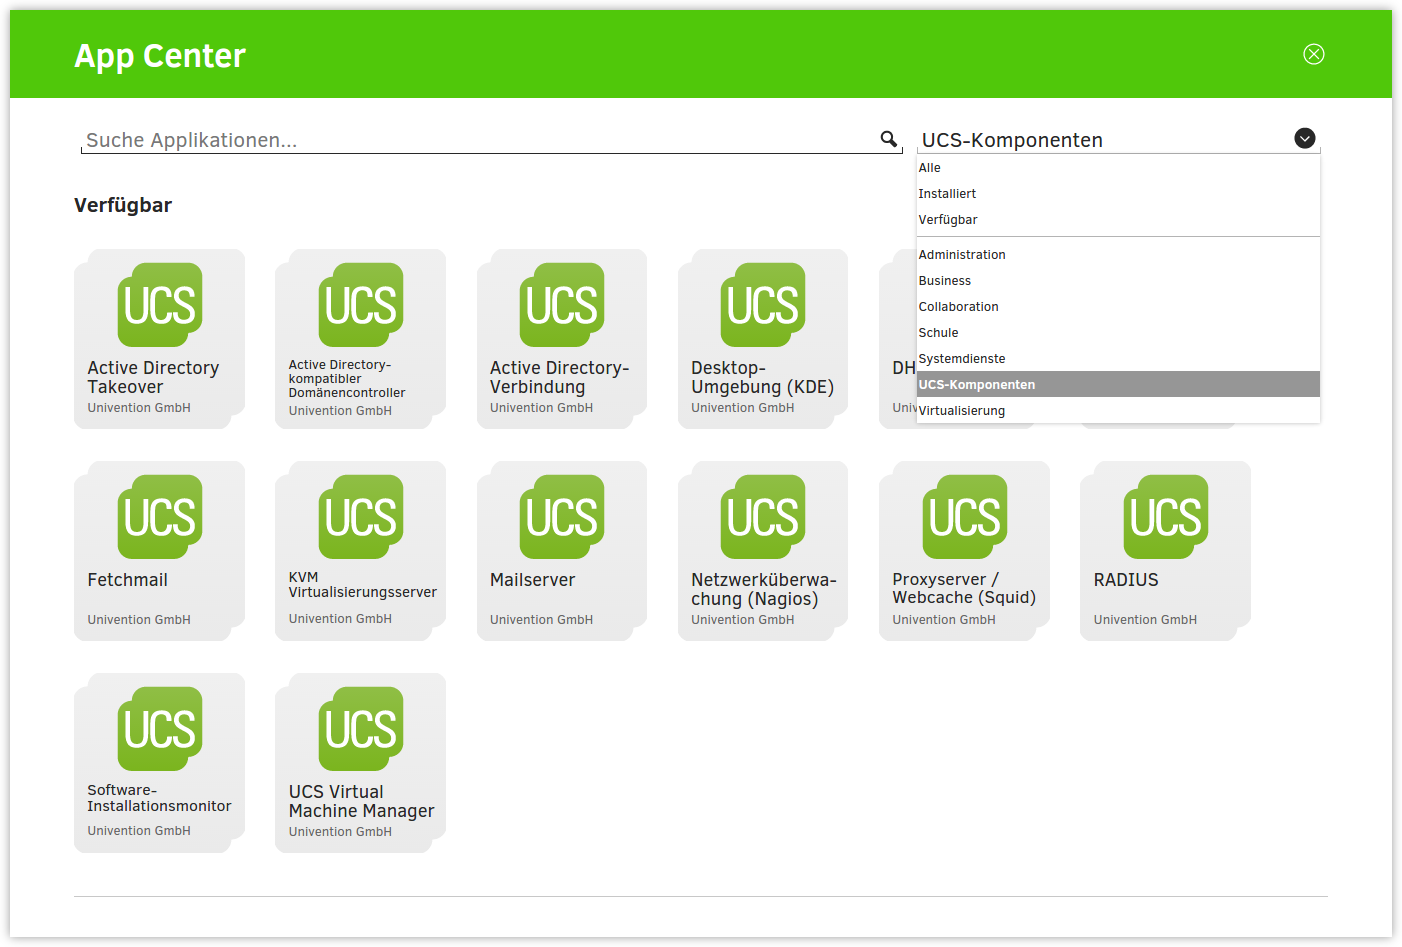 App Center
Suche Applikationen...
UCS-Komponenten
Alle
Installiert
Verfügbar
Administration
Business
Collaboration
Schule
Systemdienste
UCS-Komponenten
Virtualisierung
Verfügbar
UCS
Active Directory
Takeover
Univention GmbH
UCS
Active Directory-
kompatibler
Domänencontroller
Univention GmbH
UCS
Active Directory-
Verbindung
Univention GmbH
UCS
Desktop-
Umgebung (KDE)
Univention GmbH
DH
Univ
UCS
Fetchmail
Univention GmbH
UCS
KVM
Virtualisierungsserver
Univention GmbH
UCS
Mailserver
Univention GmbH
UCS
Netzwerküberwa-
chung (Nagios)
Univention GmbH
UCS
Proxyserver /
Webcache (Squid)
Univention GmbH
UCS
RADIUS
Univention GmbH
UCS
Software-
Installationsmonitor
Univention GmbH
UCS
UCS Virtual
Machine Manager
Univention GmbH